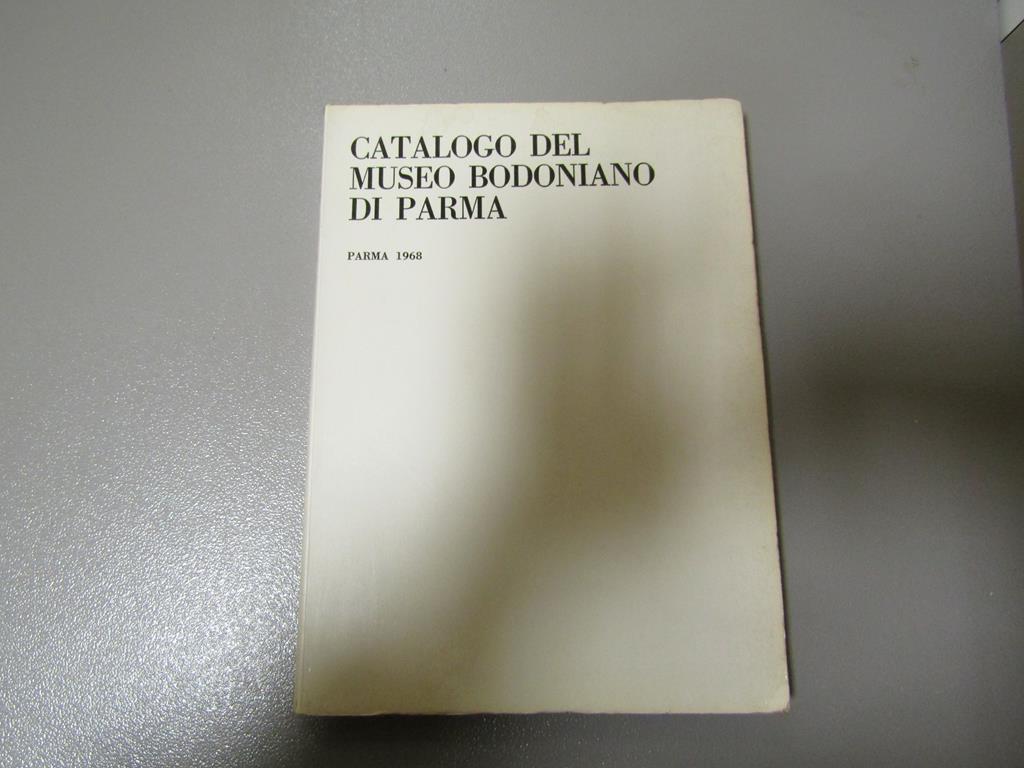 CATALOGO DEL
MUSEO BODONIANO
DI PARMA
PARMA 1968